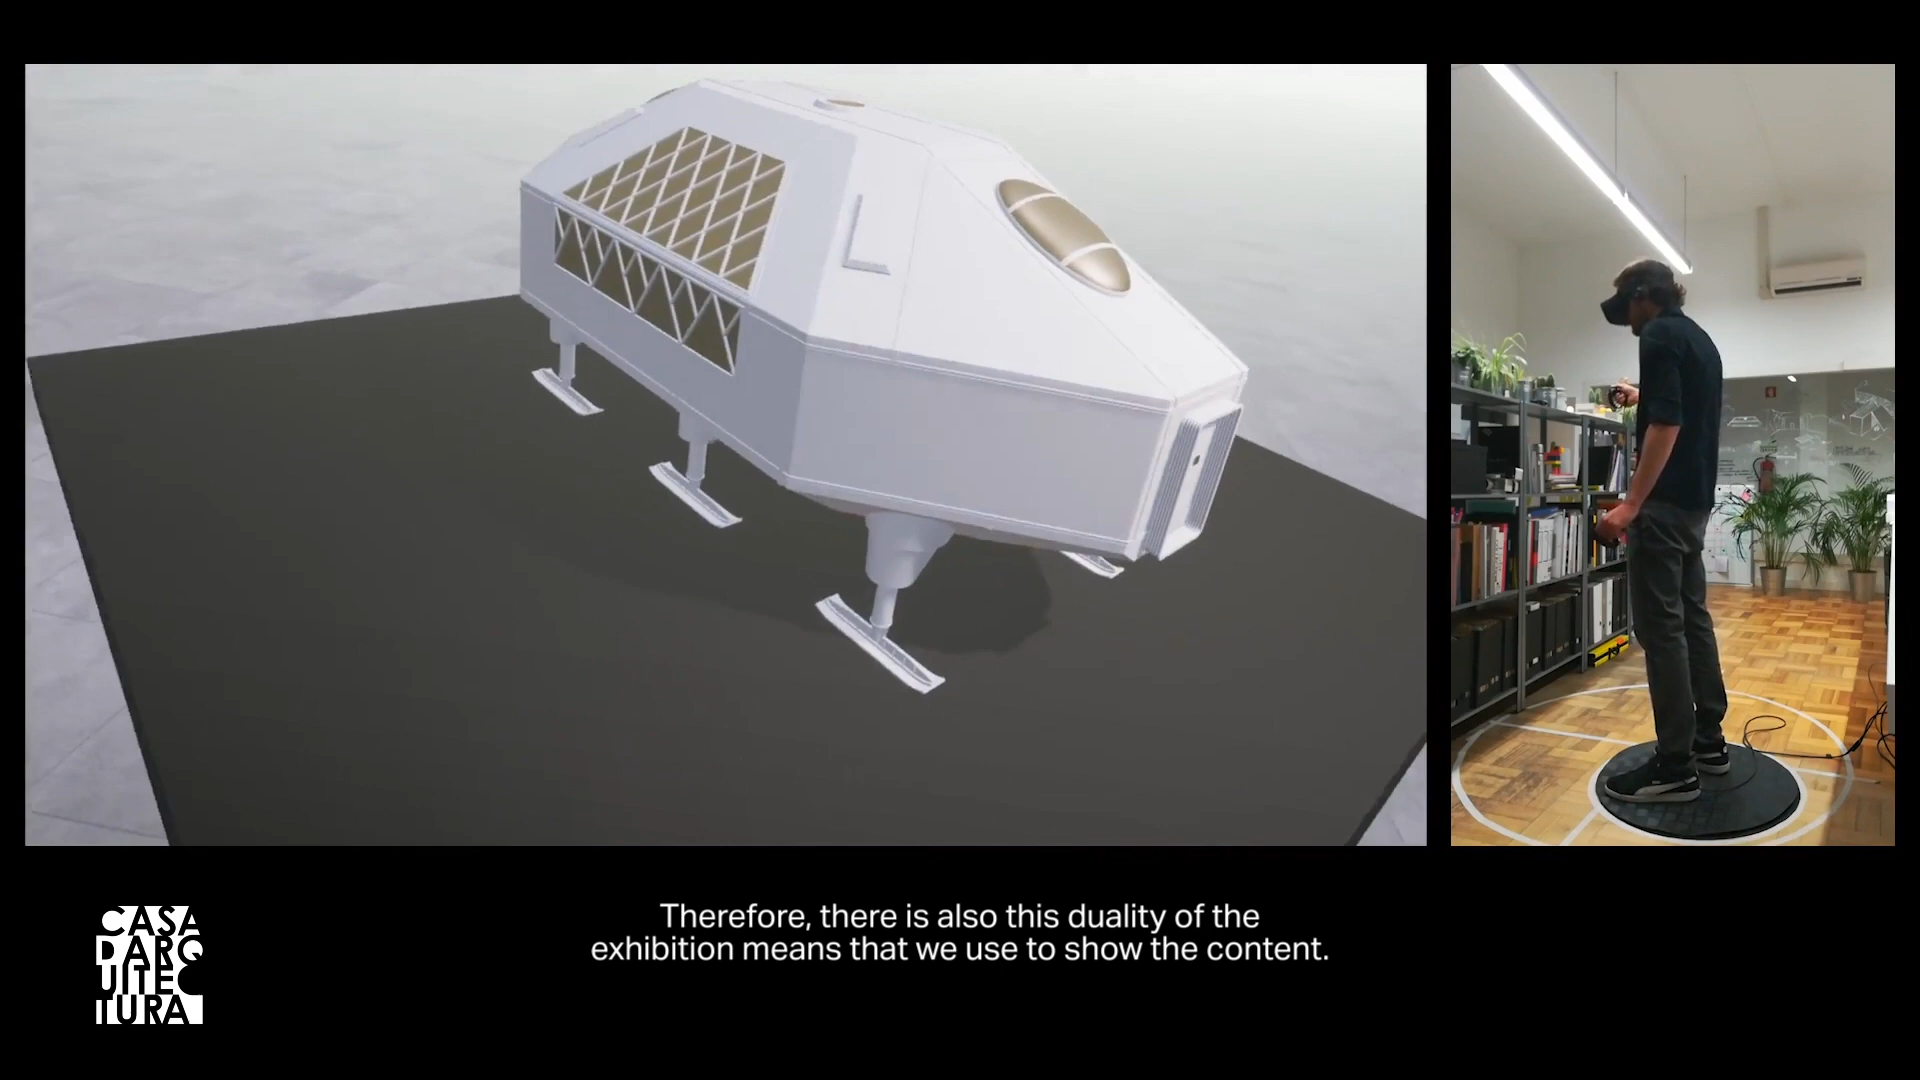 Therefore, there is also this duality of the
exhibition means that we use to show the content.
CASA
DARQ
UITEC
TURA